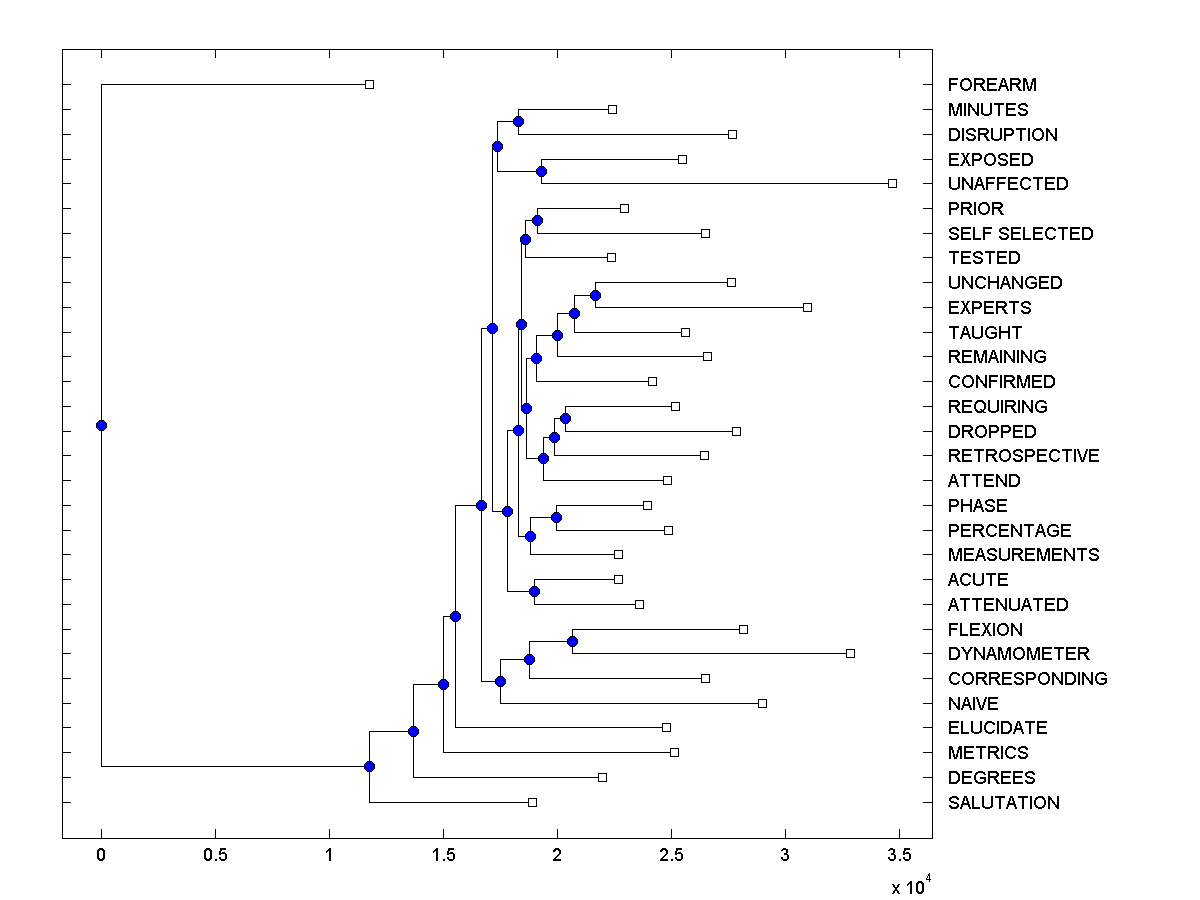 FOREARM
MINUTES
DISRUPTION
EXPOSED
UNAFFECTED
PRIOR
SELF SELECTED
TESTED
UNCHANGED
EXPERTS
TAUGHT
REMAINING
CONFIRMED
REQUIRING
DROPPED
RETROSPECTIVE
ATTEND
PHASE
PERCENTAGE
MEASUREMENTS
ACUTE
ATTENUATED
FLEXION
DYNAMOMETER
CORRESPONDING
NAIVE
ELUCIDATE
METRICS
DEGREES
SALUTATION
0 0.5 1 1.5 2 2.5 3 3.5
x 10^4